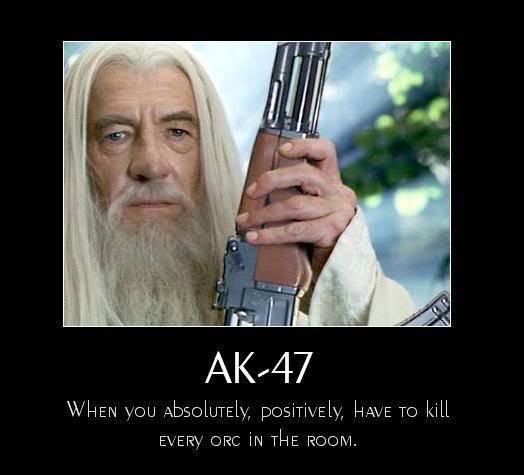 AK-47
When you absolutely, positively, have to kill
every orc in the room.